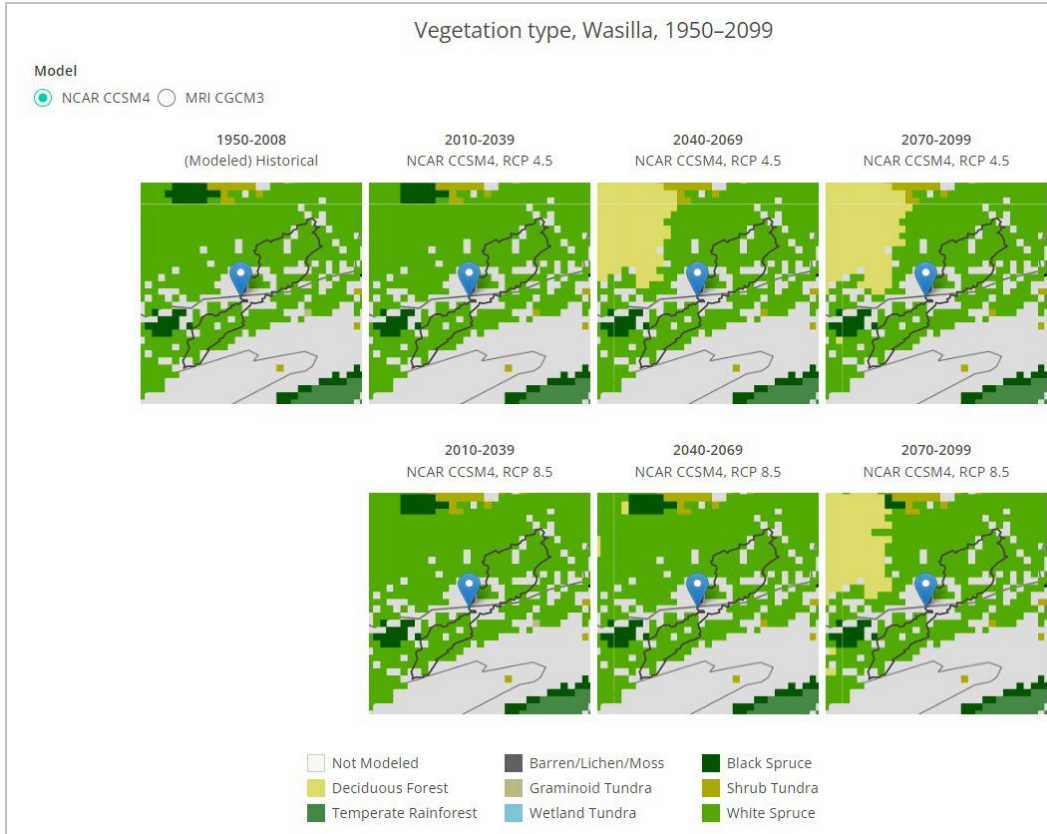 Vegetation type, Wasilla, 1950–2099
Model
NCAR CCSM4 MRI CGCM3
1950-2008
(Modeled) Historical
2010-2039
NCAR CCSM4, RCP 4.5
2040-2069
NCAR CCSM4, RCP 4.5
2070-2099
NCAR CCSM4, RCP 4.5
2010-2039
NCAR CCSM4, RCP 8.5
2040-2069
NCAR CCSM4, RCP 8.5
2070-2099
NCAR CCSM4, RCP 8.5
Not Modeled
Deciduous Forest
Temperate Rainforest
Barren/Lichen/Moss
Graminoid Tundra
Wetland Tundra
Black Spruce
Shrub Tundra
White Spruce